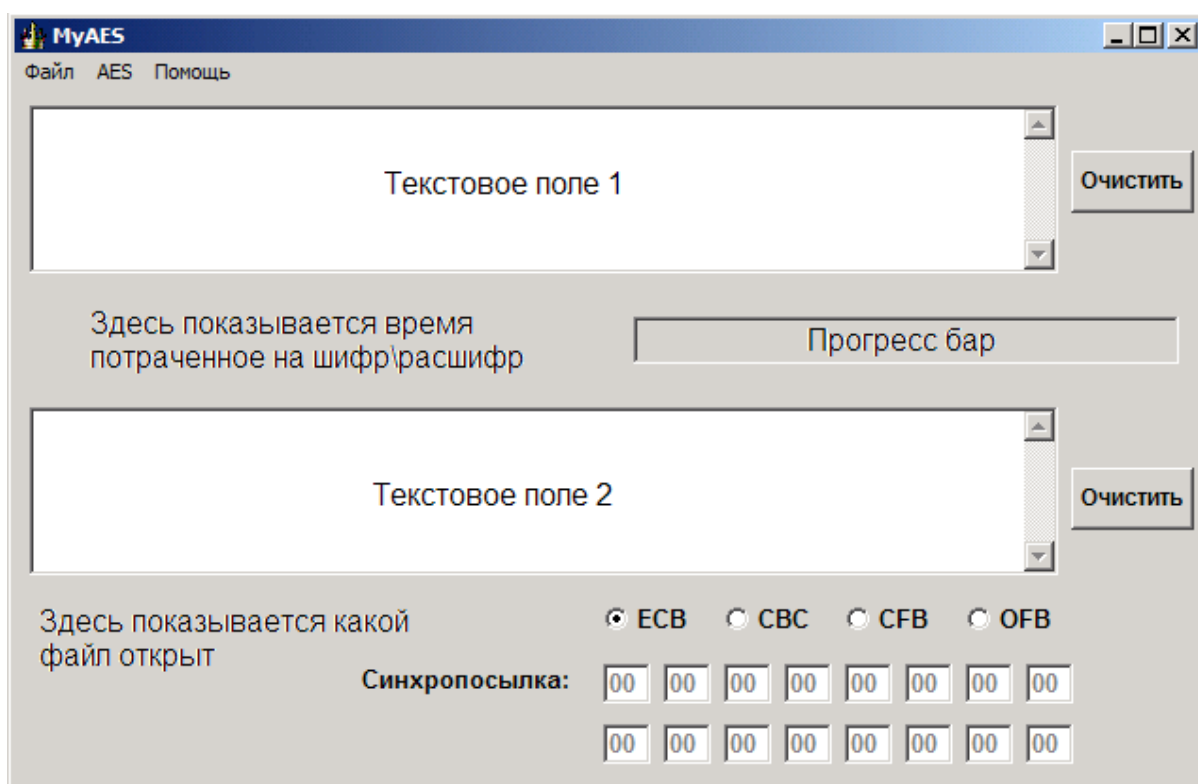 MyAES
Файл AES Помощь
Текстовое поле 1
Очистить
Здесь показывается время
потраченное на шифр\расшифр
Прогресс бар
Текстовое поле 2
Очистить
Здесь показывается какой
файл открыт
ECB CBC CFB OFB
Синхропосылка: 00 00 00 00 00 00 00 00
00 00 00 00 00 00 00 00